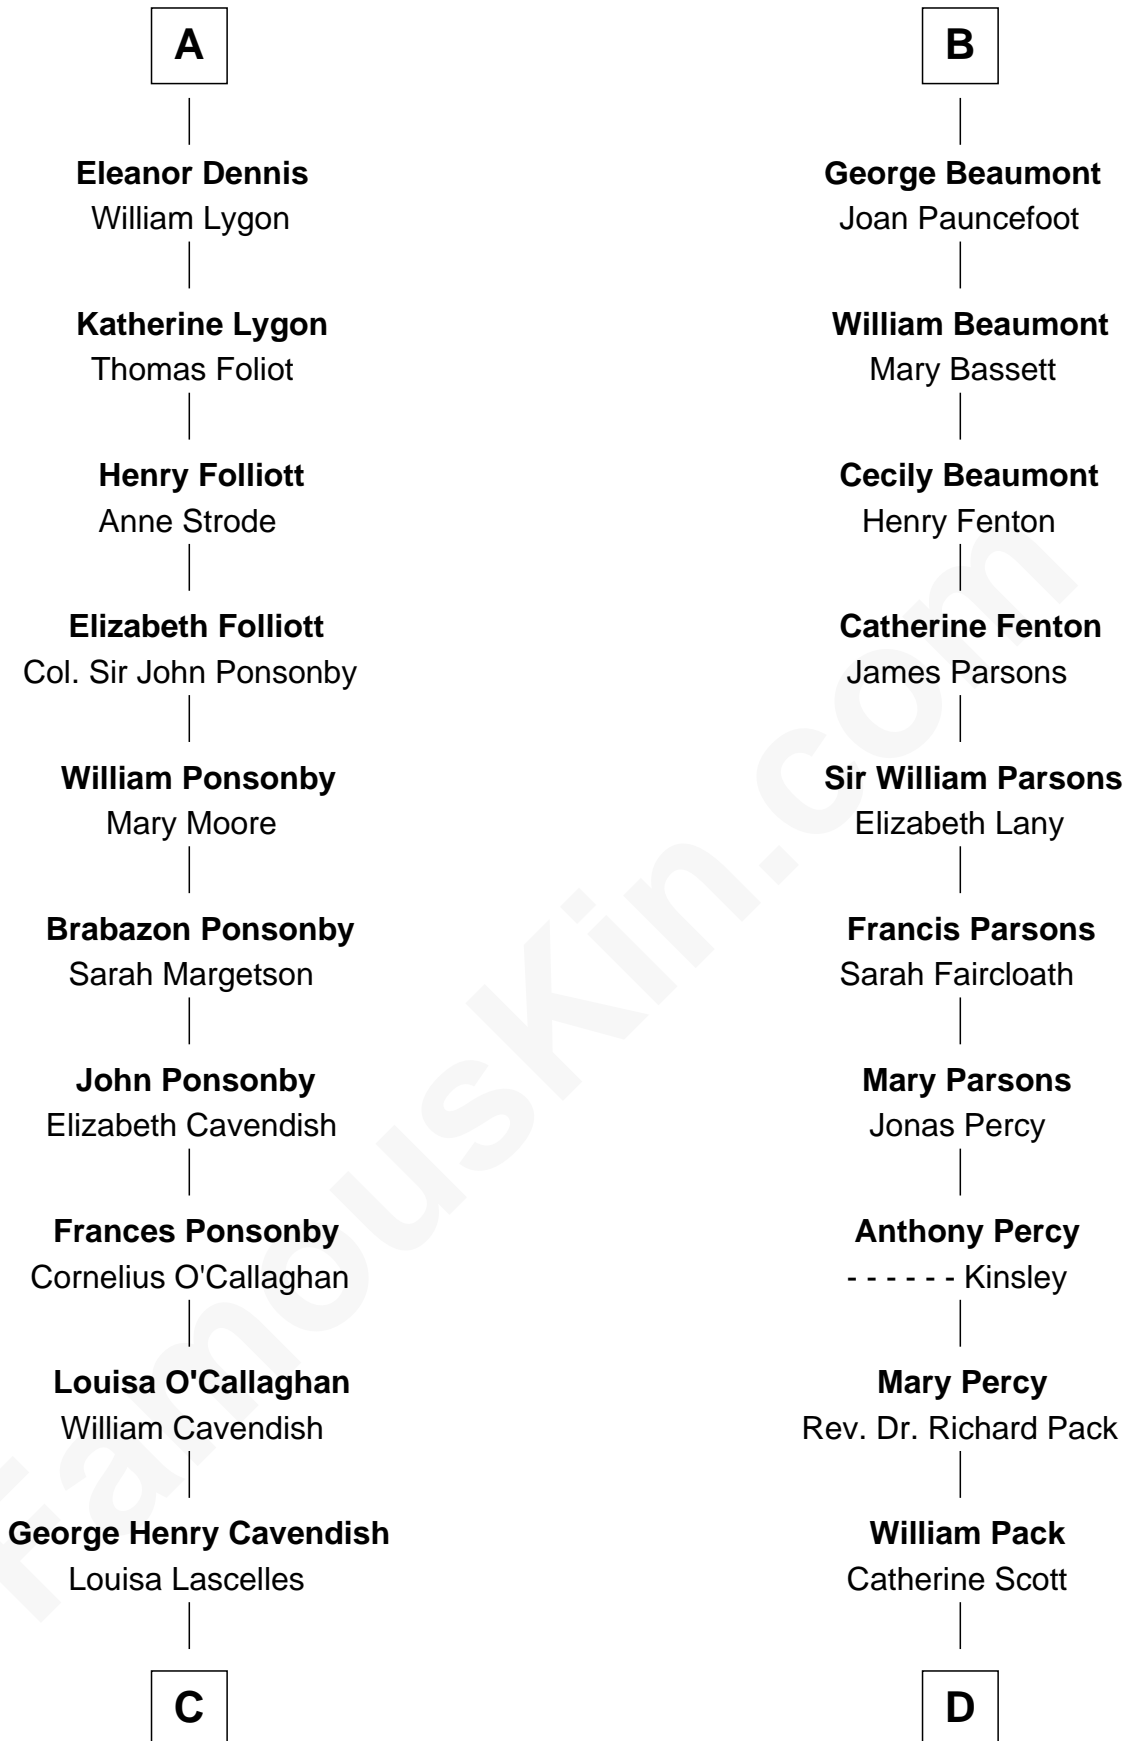 A
Eleanor Dennis
William Lygon
Katherine Lygon
Thomas Foliot
Henry Folliott
Anne Strode
Elizabeth Folliott
Col. Sir John Ponsonby
William Ponsonby
Mary Moore
Brabazon Ponsonby
Sarah Margetson
John Ponsonby
Elizabeth Cavendish
Frances Ponsonby
Cornelius O'Callaghan
Louisa O'Callaghan
William Cavendish
George Henry Cavendish
Louisa Lascelles
C
B
George Beaumont
Joan Pauncefoot
William Beaumont
Mary Bassett
Cecily Beaumont
Henry Fenton
Catherine Fenton
James Parsons
Sir William Parsons
Elizabeth Lany
Francis Parsons
Sarah Faircloath
Mary Parsons
Jonas Percy
Anthony Percy
- - - - - - Kinsley
Mary Percy
Rev. Dr. Richard Pack
William Pack
Catherine Scott
D
FamousKin.com